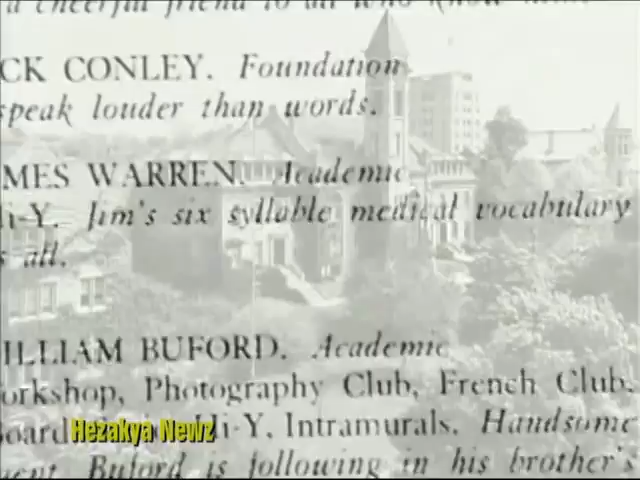 a cheerful friend to all who know
CK CONLEY. Foundation
speak louder than words.
MES WARREN. Academic
Hi-Y. Jim's six syllable medical vocabulary
all.
ILLIAM BUFORD. Academic
orkshop, Photography Club, French Club,
oard Hi-Y, Intramurals. Handsome
Hezakya Newz
ent. Buford is following in his brother's